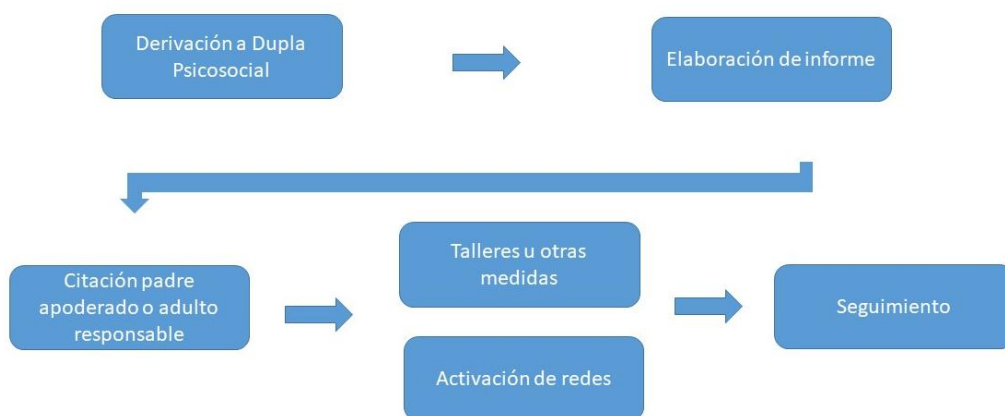 Derivación a Dupla
Psicosocial
Elaboración de informe
Citación padre
apoderado o adulto
responsable
Talleres u otras
medidas
Activación de redes
Seguimiento